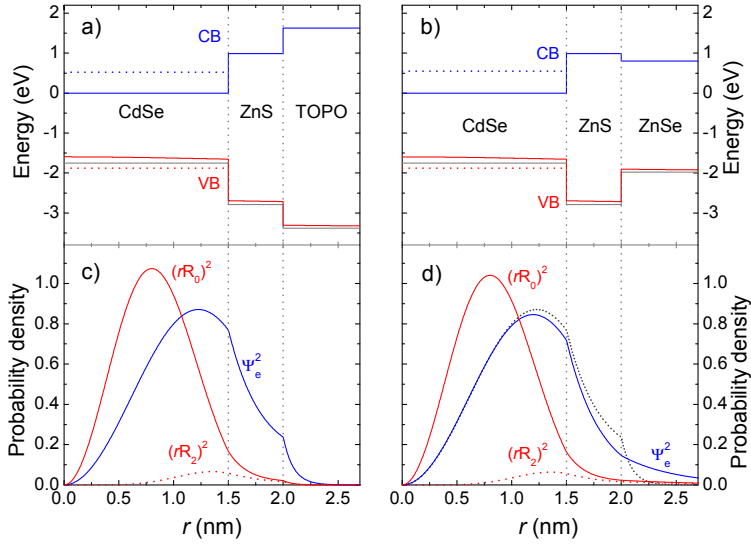 a)
b)
2
1
0
-1
-2
-3
Energy (eV)
CB
CdSe
ZnS
TOPO
VB
CB
CdSe
ZnS
ZnSe
VB
2
1
0
-1
-2
-3
Energy (eV)
c)
d)
1.0
0.8
0.6
0.4
0.2
0.0
Probability density
(rR₀)²
Ψₑ²
(rR₂)²
(rR₀)²
Ψₑ²
(rR₂)²
1.0
0.8
0.6
0.4
0.2
0.0
Probability density
0.0 0.5 1.0 1.5 2.0 2.5
0.0 0.5 1.0 1.5 2.0 2.5
r (nm)
r (nm)